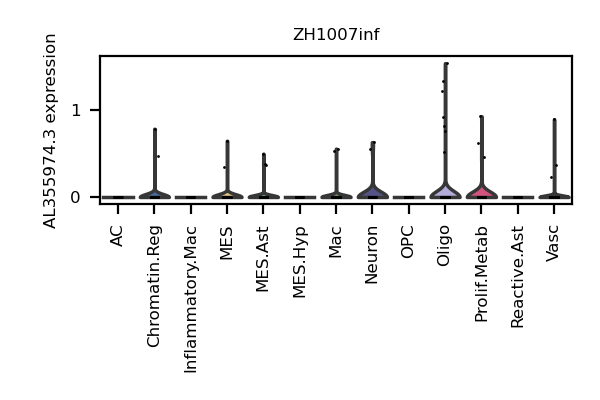 ZH1007inf
AL355974.3 expression
1
0
AC
Chromatin.Reg
Inflammatory.Mac
MES
MES.Ast
MES.Hyp
Mac
Neuron
OPC
Oligo
Prolif.Metab
Reactive.Ast
Vasc